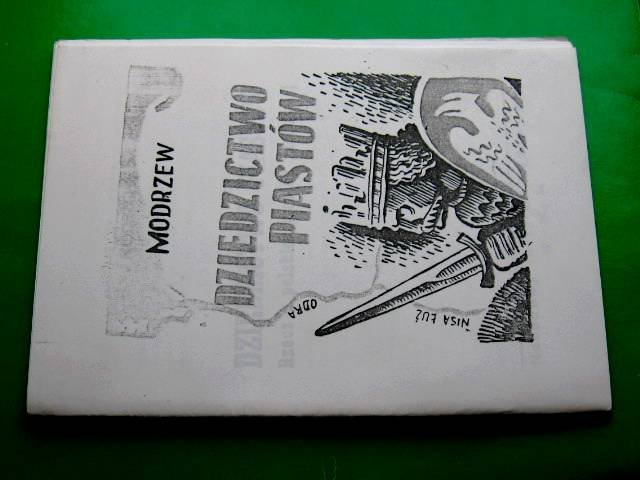 MODRZEW
DZIEDZICTWO
PIASTÓW
ODRA
NISA ŁUŻ